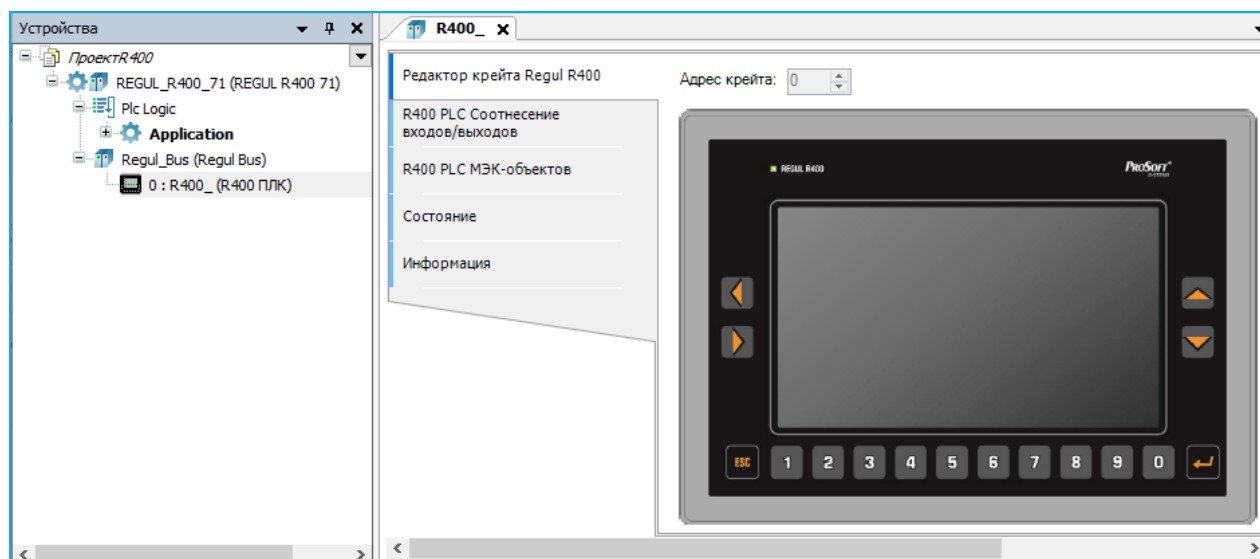 Устройства
ПроектR400
REGUL_R400_71 (REGUL R400 71)
Plc Logic
Application
Regul_Bus (Regul Bus)
0 : R400_ (R400 ПЛК)
R400_
Редактор крейта Regul R400
R400 PLC Соотнесение
входов/выходов
R400 PLC МЭК-объектов
Состояние
Информация
Адрес крейта: 0
REGUL R400
PROSOFT®
SYSTEMS
ESC 1 2 3 4 5 6 7 8 9 0